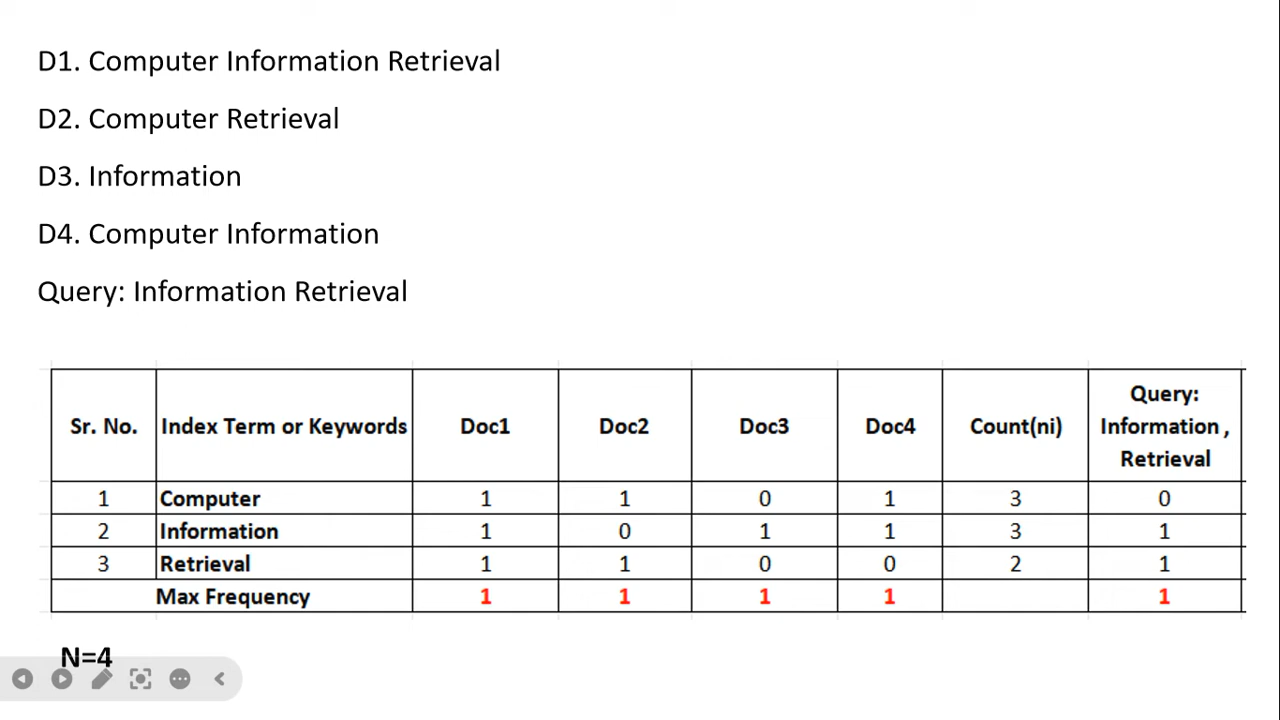 D1. Computer Information Retrieval
D2. Computer Retrieval
D3. Information
D4. Computer Information
Query: Information Retrieval
Sr. No. Index Term or Keywords Doc1 Doc2 Doc3 Doc4 Count(ni) Query: Information , Retrieval
1 Computer 1 1 0 1 3 0
2 Information 1 0 1 1 3 1
3 Retrieval 1 1 0 0 2 1
Max Frequency 1 1 1 1 1
N=4